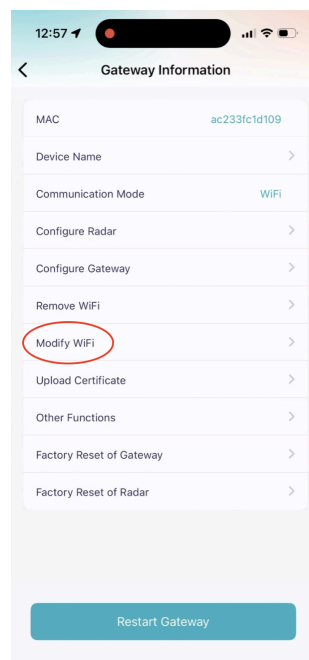 12:57
Gateway Information
MAC ac233fc1d109
Device Name
Communication Mode WiFi
Configure Radar
Configure Gateway
Remove WiFi
Modify WiFi
Upload Certificate
Other Functions
Factory Reset of Gateway
Factory Reset of Radar
Restart Gateway